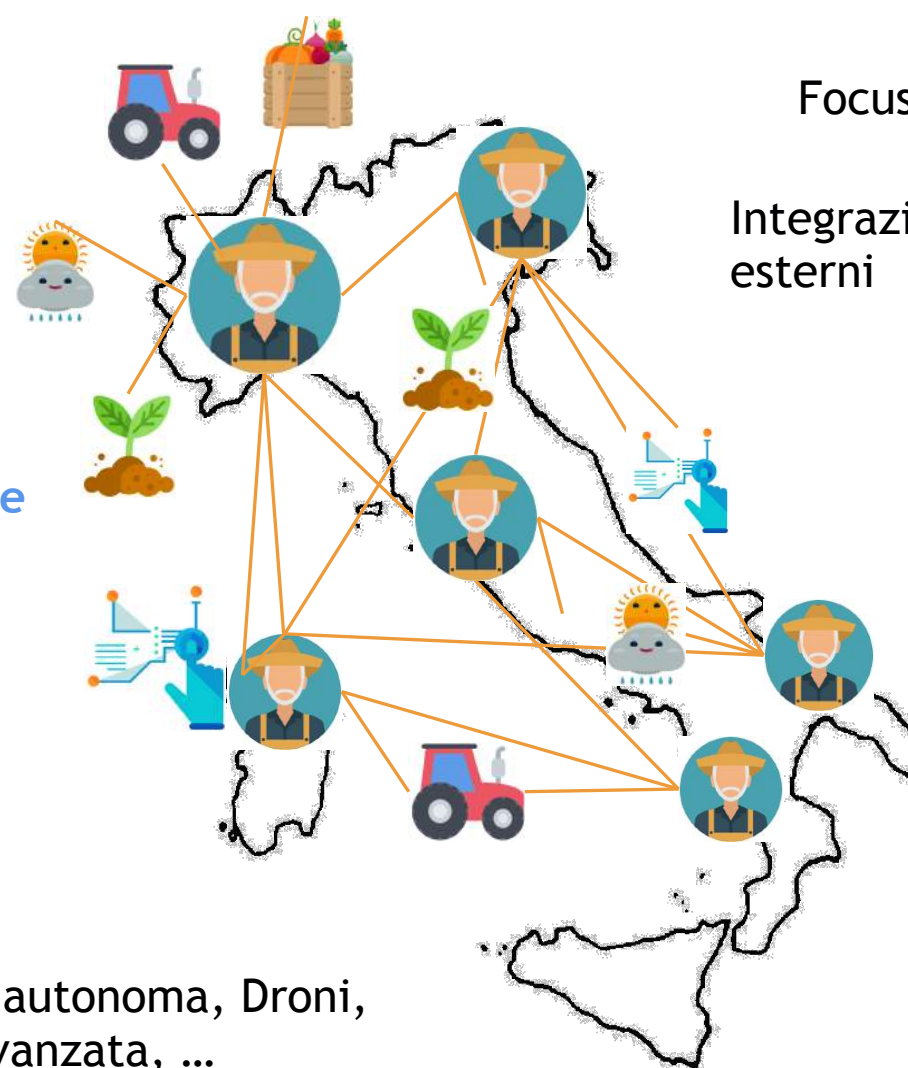 Focus
Integrazi
esterni
e
autonoma, Droni,
vanzata, ...